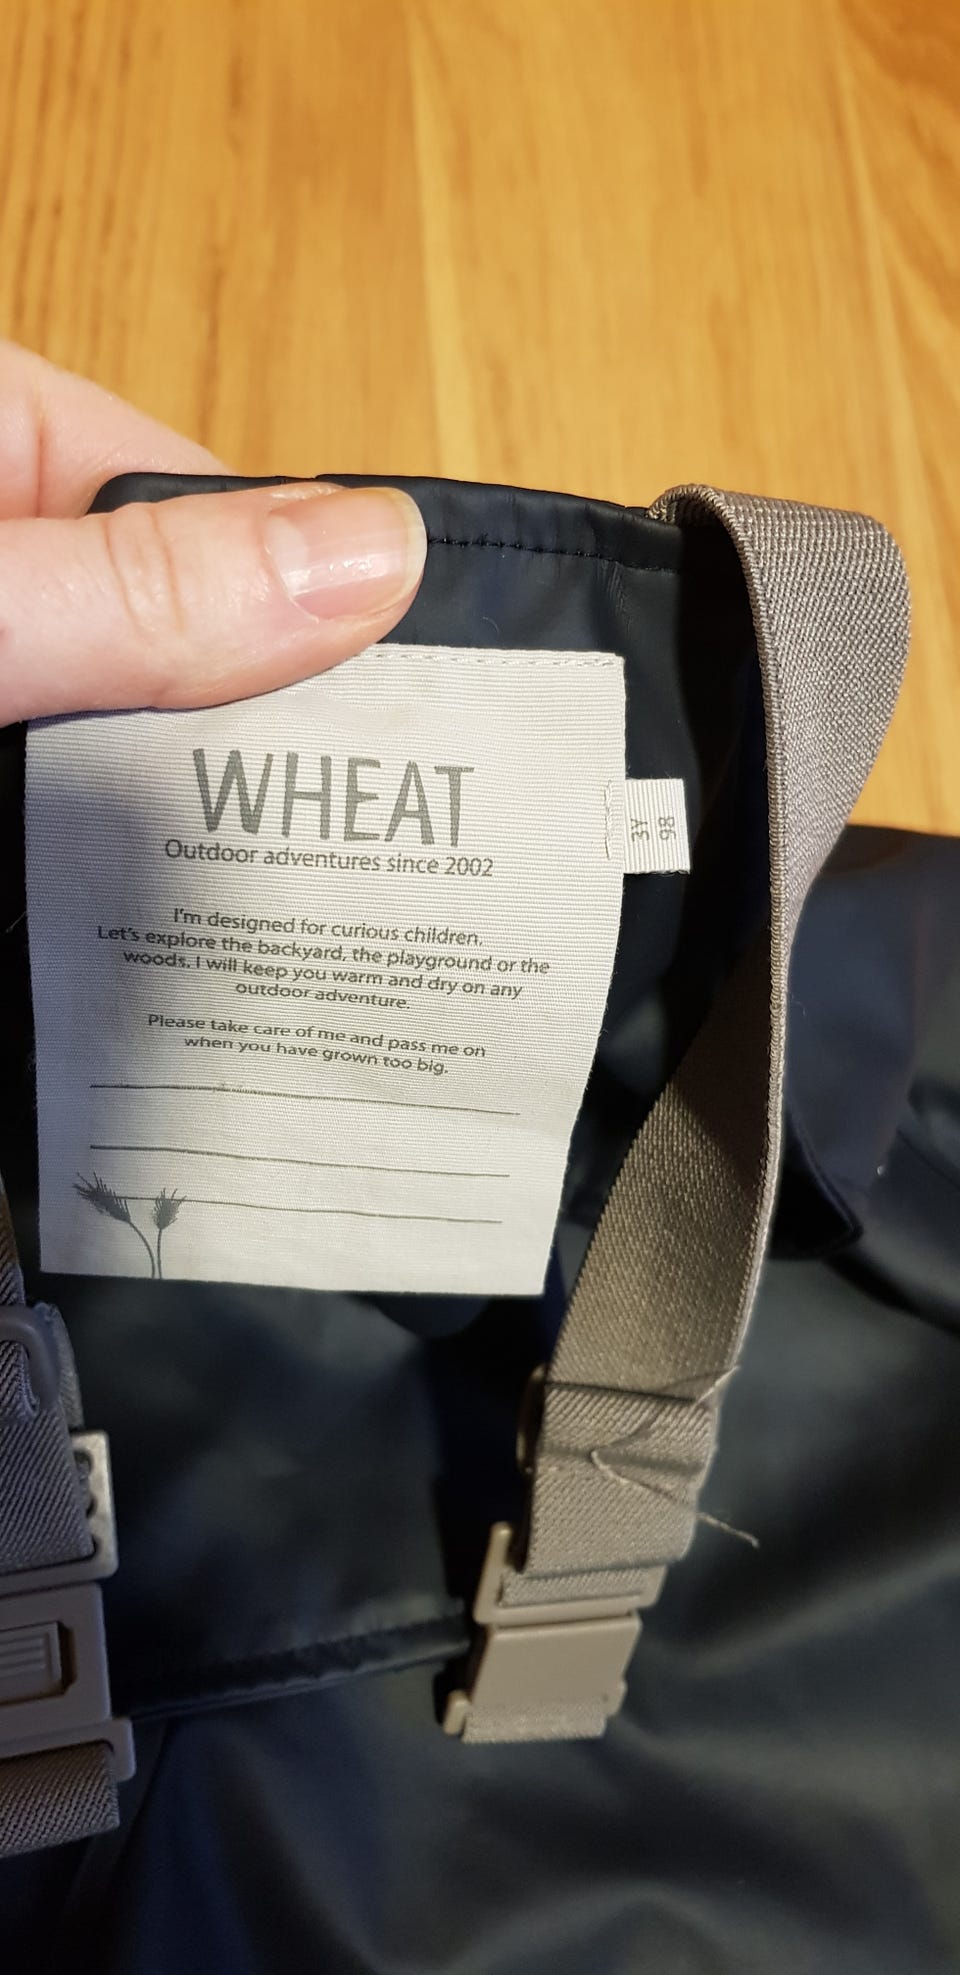 WHEAT
Outdoor adventures since 2002
I'm designed for curious children.
Let's explore the backyard, the playground or the
woods. I will keep you warm and dry on any
outdoor adventure.
Please take care of me and pass me on
when you have grown too big.
3Y
98